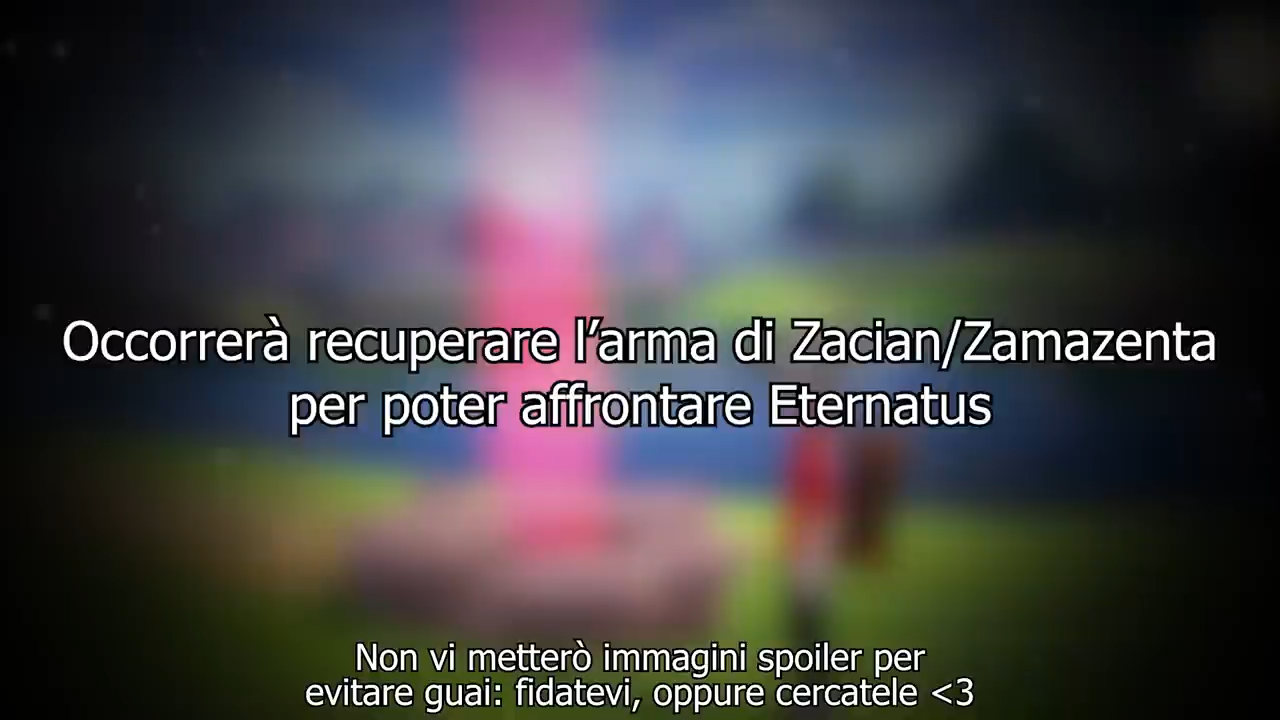 Occorrerà recuperare l’arma di Zacian/Zamazenta
per poter affrontare Eternatus
Non vi metterò immagini spoiler per
evitare guai: fidatevi, oppure cercatele <3